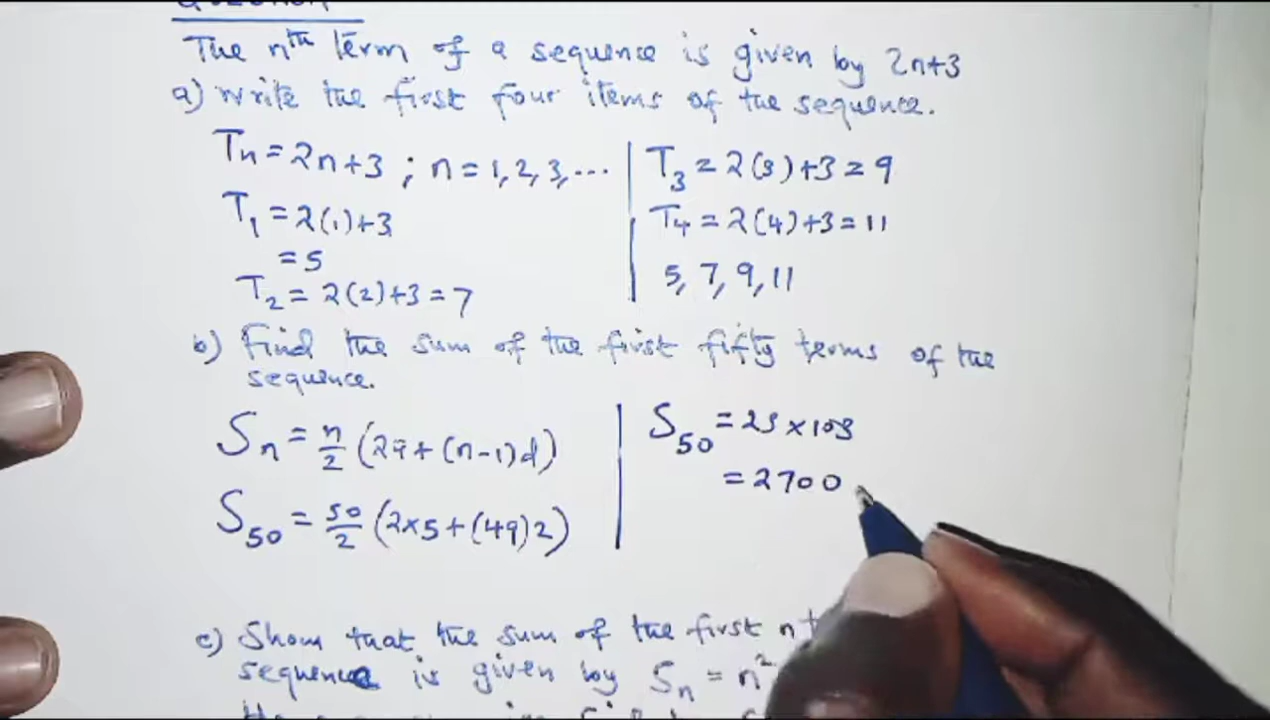 The nth term of a sequence is given by 2n+3
a) Write the first four items of the sequence.
Tn = 2n+3 ; n = 1, 2, 3, ...
T1 = 2(1)+3
= 5
T2 = 2(2)+3 = 7
T3 = 2(3)+3 = 9
T4 = 2(4)+3 = 11
5, 7, 9, 11
b) Find the sum of the first fifty terms of the
sequence.
Sn = n/2 (2a + (n-1)d)
S50 = 50/2 (2×5 + (49)2)
S50 = 25 × 108
= 2700
c) Show that the sum of the first n
sequence is given by Sn = n²